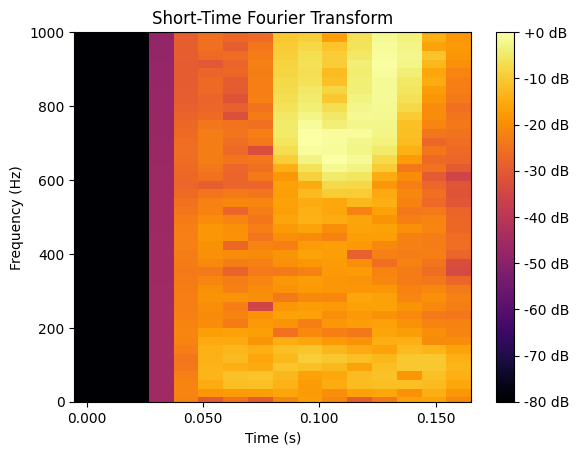 Short-Time Fourier Transform
1000
800
600
400
200
0
Frequency (Hz)
0.000
0.050
0.100
0.150
Time (s)
+0 dB
-10 dB
-20 dB
-30 dB
-40 dB
-50 dB
-60 dB
-70 dB
-80 dB